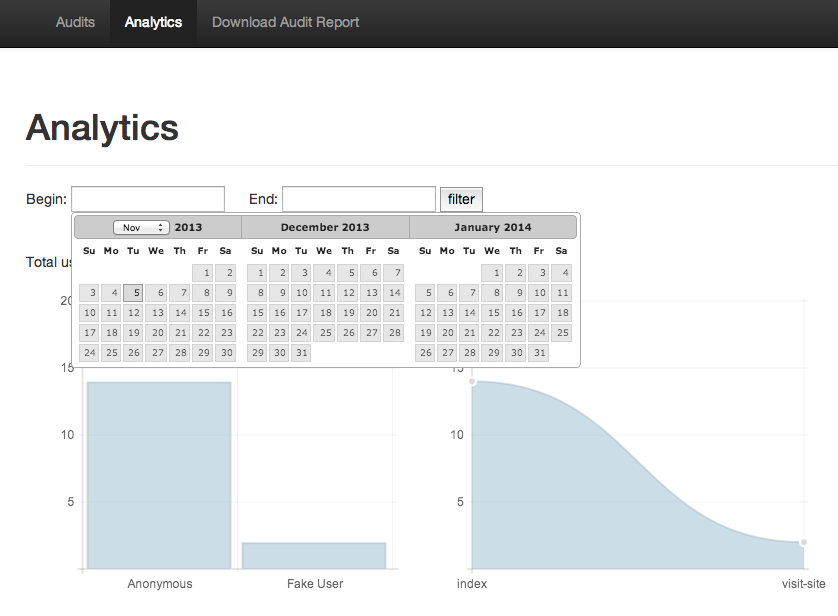 Audits Analytics Download Audit Report
Analytics
Begin: End: filter
Nov 2013 December 2013 January 2014
Su Mo Tu We Th Fr Sa Su Mo Tu We Th Fr Sa Su Mo Tu We Th Fr Sa
1 2 1 2 3 4 5 6 7 1 2 3 4
3 4 5 6 7 8 9 8 9 10 11 12 13 14 5 6 7 8 9 10 11
10 11 12 13 14 15 16 15 16 17 18 19 20 21 12 13 14 15 16 17 18
17 18 19 20 21 22 23 22 23 24 25 26 27 28 19 20 21 22 23 24 25
24 25 26 27 28 29 30 29 30 31 26 27 28 29 30 31
Total
20
15 15
10 10
5 5
Anonymous Fake User index visit-site